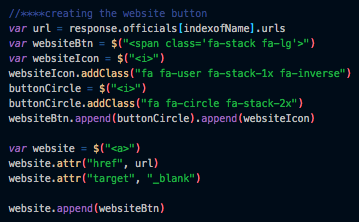 //****creating the website button
var url = response.officials[indexofName].urls
var websiteBtn = $("<span class='fa-stack fa-lg'>")
var websiteIcon = $("<i>")
websiteIcon.addClass("fa fa-user fa-stack-1x fa-inverse")
buttonCircle = $("<i>")
buttonCircle.addClass("fa fa-circle fa-stack-2x")
websiteBtn.append(buttonCircle).append(websiteIcon)
var website = $("<a>")
website.attr("href", url)
website.attr("target", "_blank")
website.append(websiteBtn)